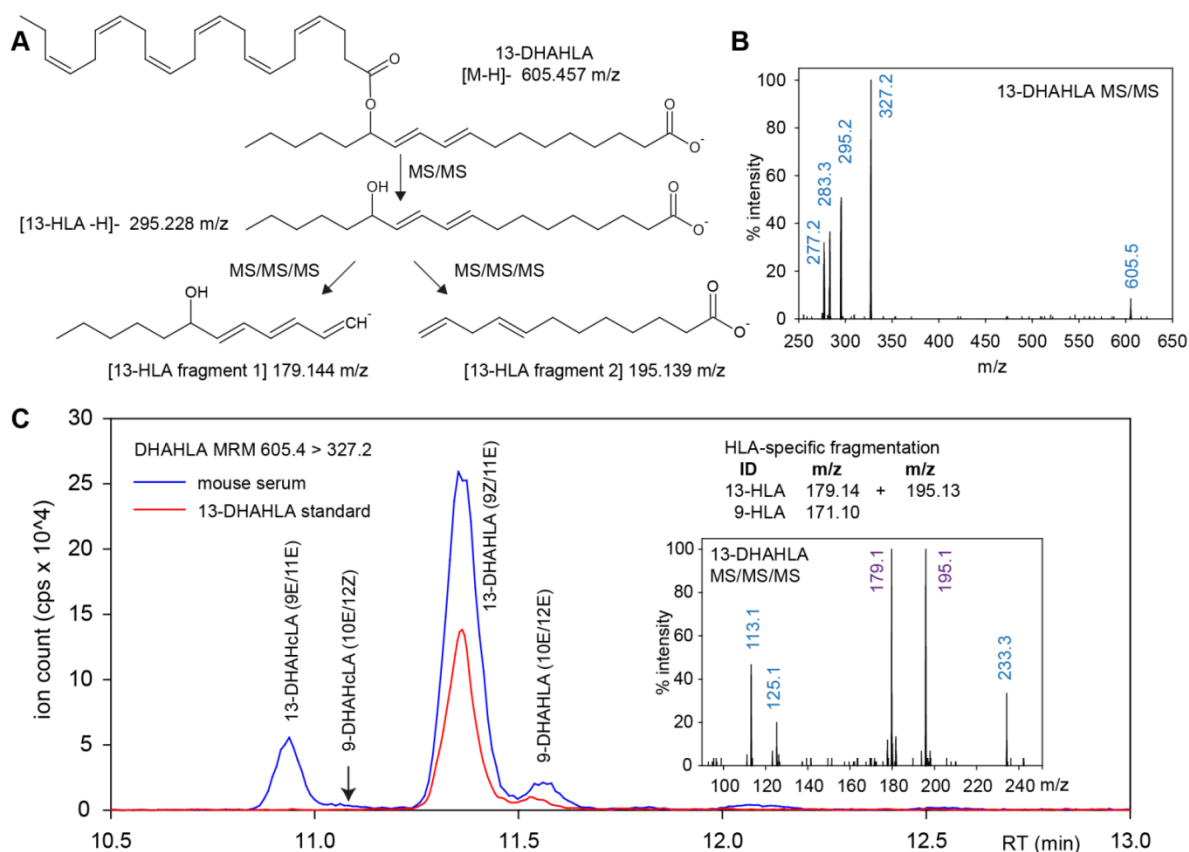 A
O
O
13-DHAHLA
[M-H]- 605.457 m/z
O
O-
MS/MS
OH
O
O-
[13-HLA -H]- 295.228 m/z
MS/MS/MS
MS/MS/MS
OH
CH-
O
O-
[13-HLA fragment 1] 179.144 m/z
[13-HLA fragment 2] 195.139 m/z
B
13-DHAHLA MS/MS
% intensity
100
80
60
40
20
0
277.2
283.3
295.2
327.2
605.5
250 300 350 400 450 500 550 600 650
m/z
C
ion count (cps x 10^4)
30
25
20
15
10
5
0
DHAHLA MRM 605.4 > 327.2
mouse serum
13-DHAHLA standard
13-DHAHcLA (9E/11E)
9-DHAHcLA (10E/12Z)
13-DHAHLA (9Z/11E)
9-DHAHLA (10E/12E)
HLA-specific fragmentation
ID m/z m/z
13-HLA 179.14 + 195.13
9-HLA 171.10
13-DHAHLA
MS/MS/MS
% intensity
100
80
60
40
20
0
113.1
125.1
179.1
195.1
233.3
100 120 140 160 180 200 220 240 m/z
10.5 11.0 11.5 12.0 12.5 RT (min) 13.0